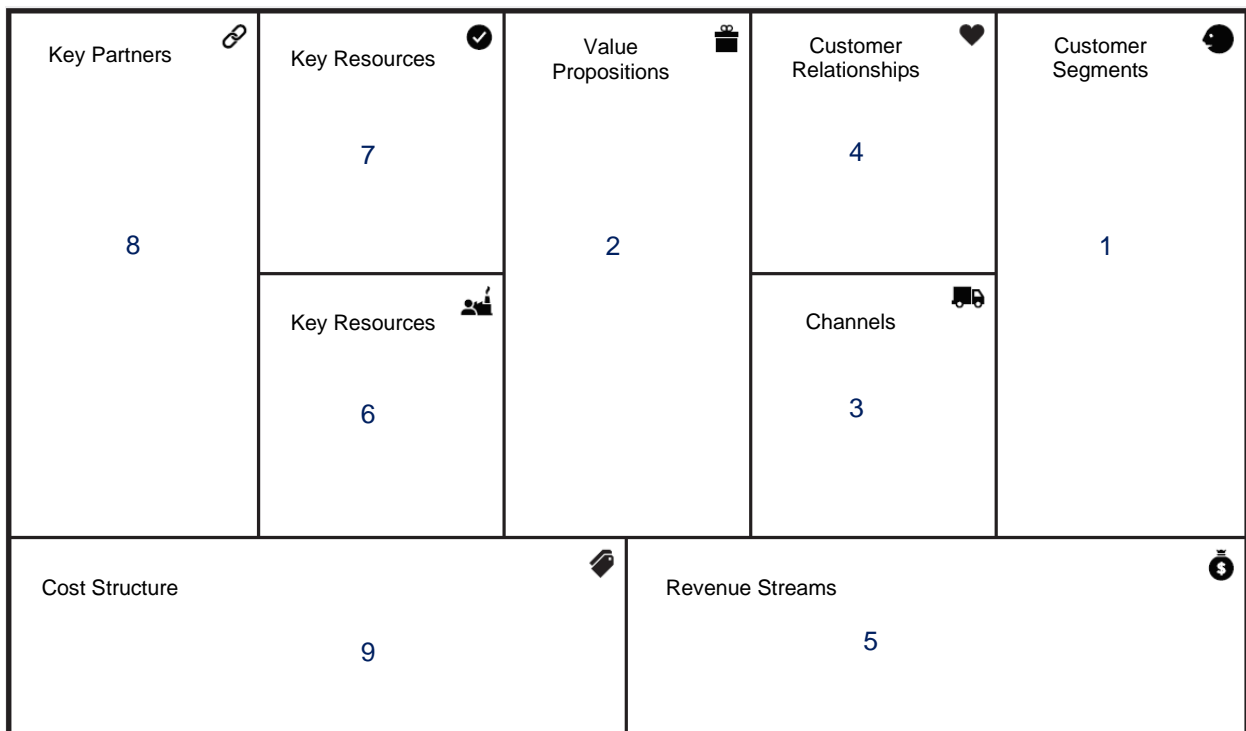 Key Partners
8
Key Resources
7
Key Resources
6
Value
Propositions
2
Customer
Relationships
4
Channels
3
Customer
Segments
1
Cost Structure
9
Revenue Streams
5
$